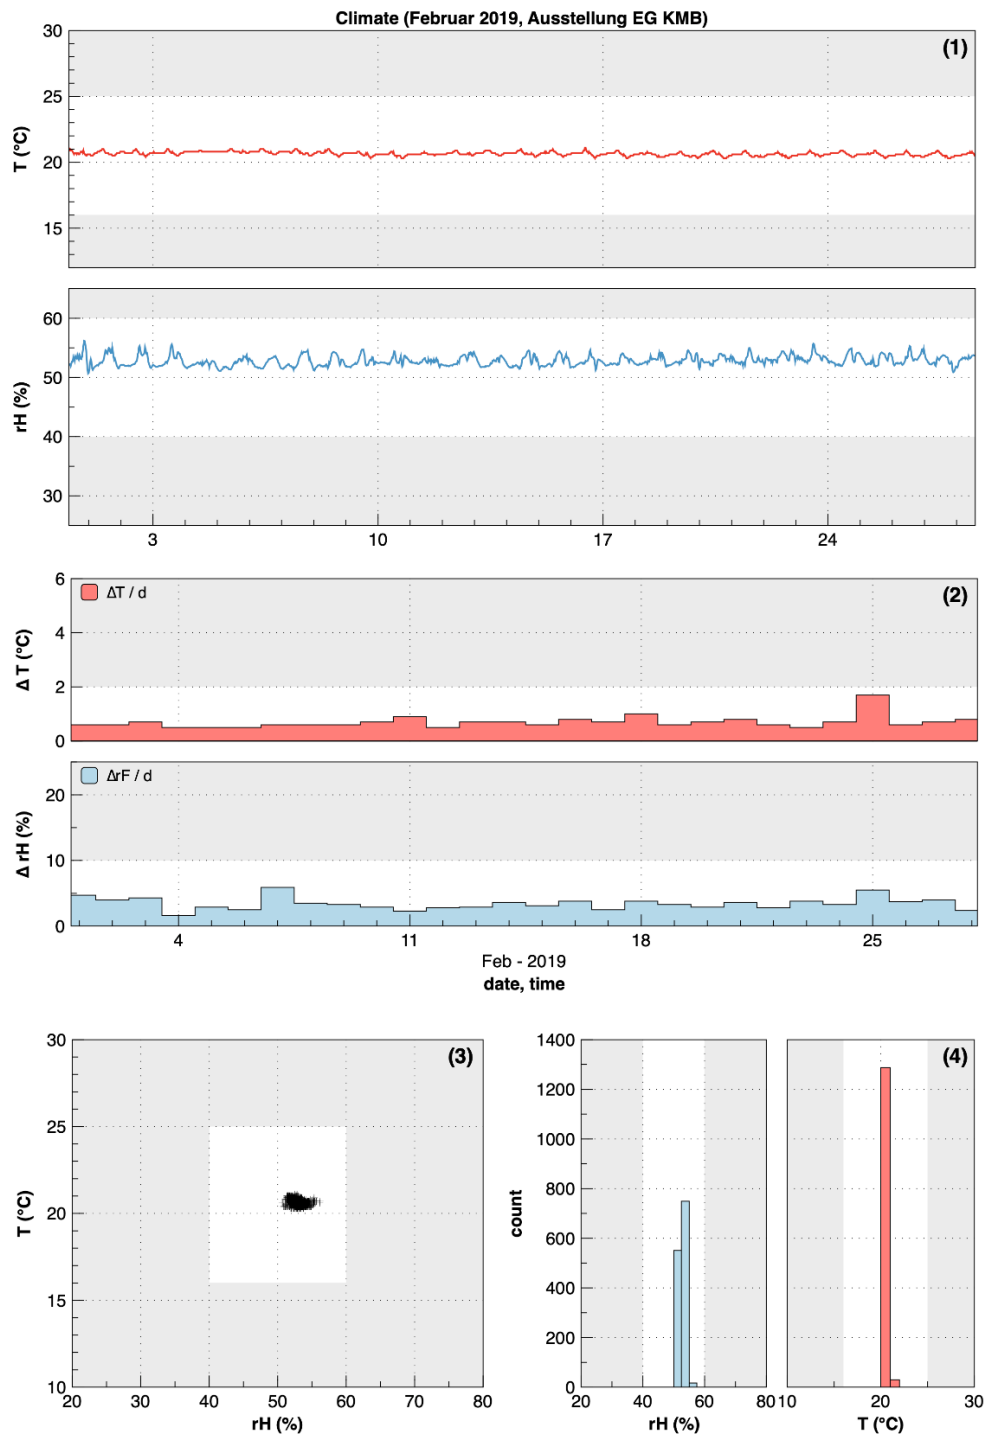 Climate (Februar 2019, Ausstellung EG KMB)
(1)
T (°C)
30
25
20
15
rH (%)
60
50
40
30
3 10 17 24
(2)
ΔT / d
Δ T (°C)
6
4
2
0
ΔrF / d
Δ rH (%)
20
10
0
4 11 18 25
Feb - 2019
date, time
(3)
T (°C)
30
25
20
15
10
20 30 40 50 60 70 80
rH (%)
(4)
count
1400
1200
1000
800
600
400
200
0
20 40 60 80
rH (%)
10 20 30
T (°C)